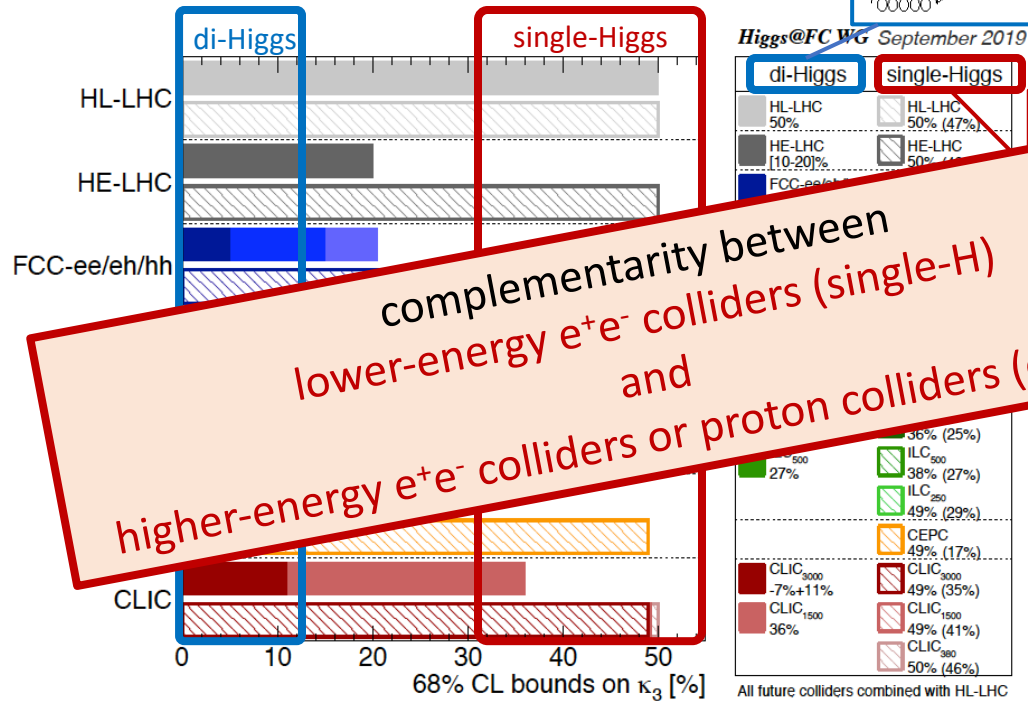 di-Higgs
single-Higgs
HL-LHC
HE-LHC
FCC-ee/eh/hh
CLIC
0 10 20 30 40 50
68% CL bounds on κ₃ [%]
Higgs@FC WG September 2019
di-Higgs single-Higgs
HL-LHC
50%
HL-LHC
50% (47%)
HE-LHC
[10-20]%
HE-LHC
50%
complementarity between
lower-energy e⁺e⁻ colliders (single-H)
and
higher-energy e⁺e⁻ colliders or proton colliders (
36% (25%)
500
27%
ILC₅₀₀
38% (27%)
ILC₂₅₀
49% (29%)
CEPC
49% (17%)
CLIC₃₀₀₀
-7%+11%
CLIC₃₀₀₀
49% (35%)
CLIC₁₅₀₀
36%
CLIC₁₅₀₀
49% (41%)
CLIC₃₈₀
50% (46%)
All future colliders combined with HL-LHC